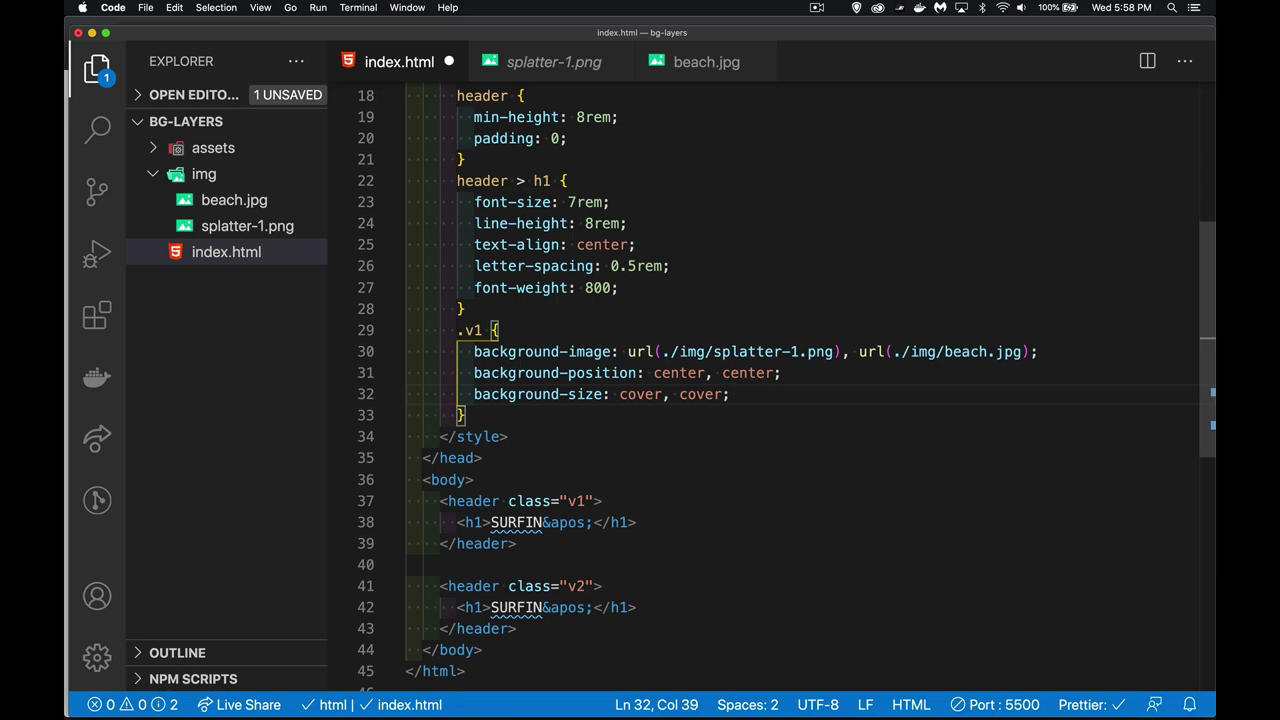 Code File Edit Selection View Go Run Terminal Window Help 100% Wed 5:58 PM
index.html — bg-layers
EXPLORER
index.html
splatter-1.png
beach.jpg
1
OPEN EDITO... 1 UNSAVED
BG-LAYERS
assets
img
beach.jpg
splatter-1.png
index.html
18 header {
19 min-height: 8rem;
20 padding: 0;
21 }
22 header > h1 {
23 font-size: 7rem;
24 line-height: 8rem;
25 text-align: center;
26 letter-spacing: 0.5rem;
27 font-weight: 800;
28 }
29 .v1 {
30 background-image: url(./img/splatter-1.png), url(./img/beach.jpg);
31 background-position: center, center;
32 background-size: cover, cover;
33 }
34 </style>
35 </head>
36 <body>
37 <header class="v1">
38 <h1>SURFIN&apos;</h1>
39 </header>
40
41 <header class="v2">
42 <h1>SURFIN&apos;</h1>
43 </header>
44 </body>
45 </html>
OUTLINE
NPM SCRIPTS
0 0 2 Live Share html index.html Ln 32, Col 39 Spaces: 2 UTF-8 LF HTML Port : 5500 Prettier: